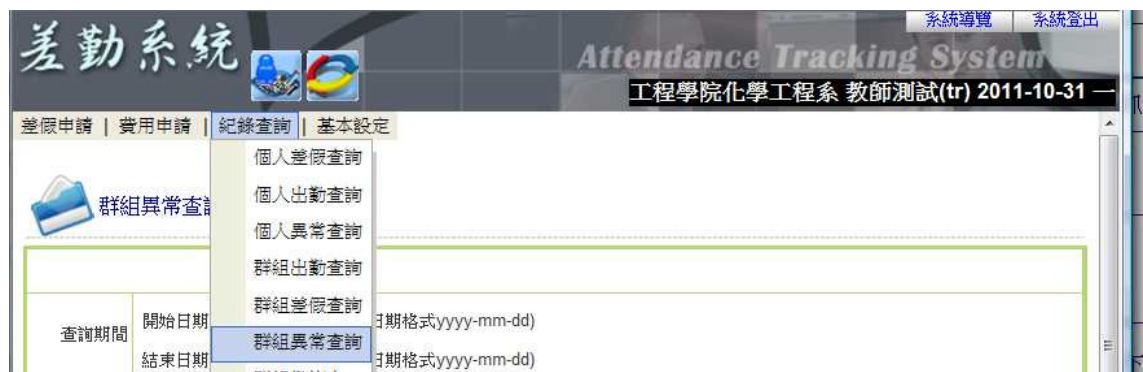 系統導覽 系統登出
差勤系統
Attendance Tracking System
工程學院化學工程系 教師測試(tr) 2011-10-31 一
差假申請 | 費用申請 | 紀錄查詢 | 基本設定
個人差假查詢
群組異常查
個人出勤查詢
個人異常查詢
群組出勤查詢
群組差假查詢
查詢期間
開始日期 日期格式yyyy-mm-dd)
群組異常查詢
結束日期 日期格式yyyy-mm-dd)